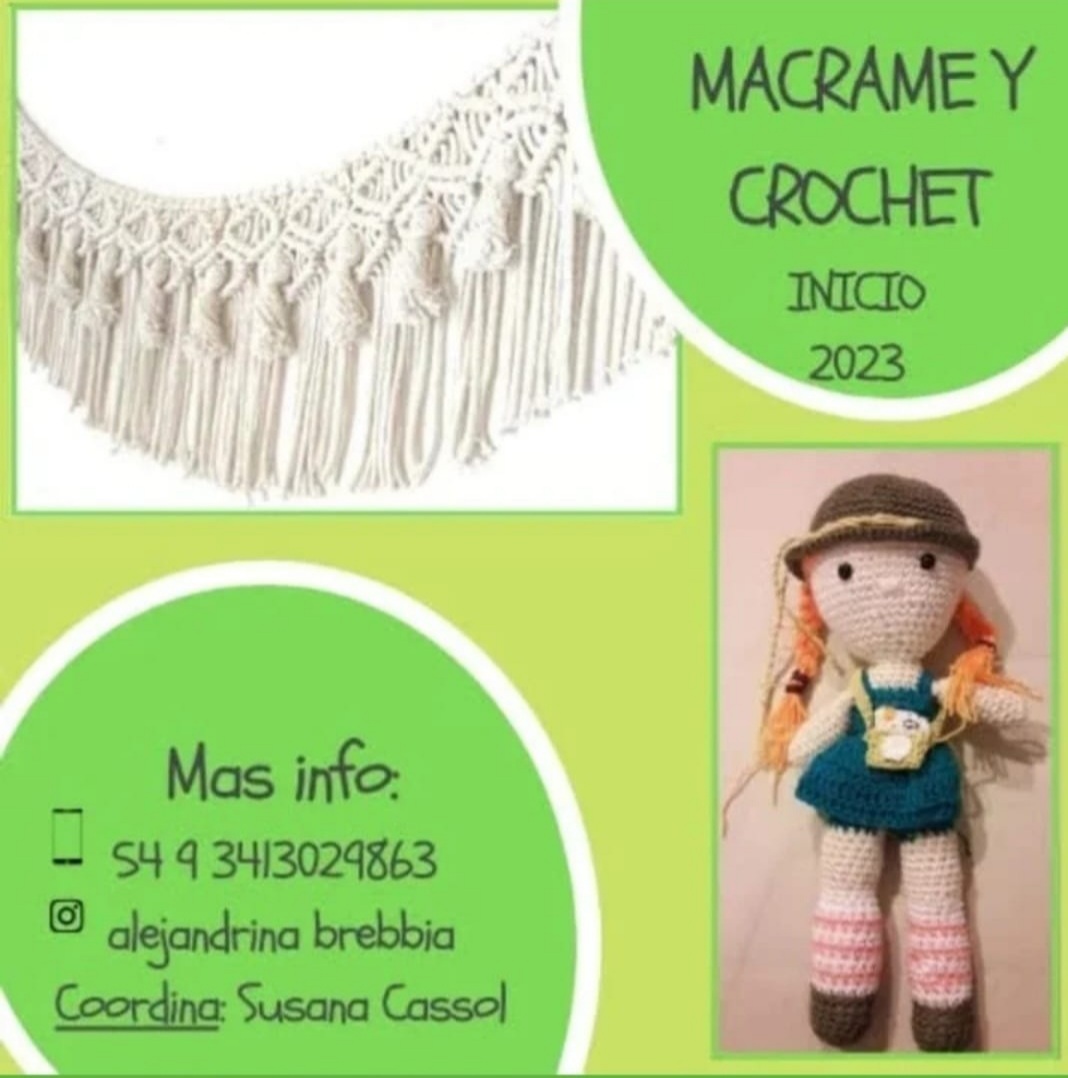 MACRAME Y
CROCHET
INICIO
2023
Mas info:
54 9 3413029863
alejandrina brebbia
Coordina: Susana Cassol